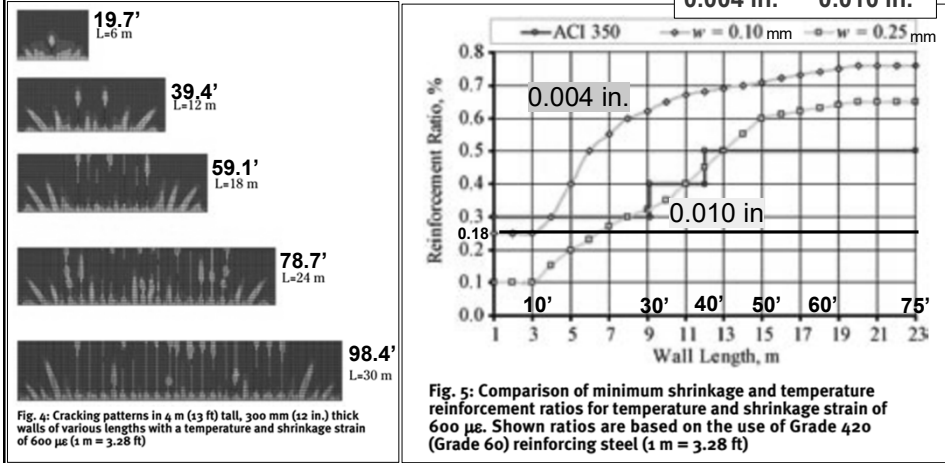 0.004 in. 0.010 in.
19.7'
L=6 m
39.4'
L=12 m
59.1'
L=18 m
78.7'
L=24 m
98.4'
L=30 m
Fig. 4: Cracking patterns in 4 m (13 ft) tall, 300 mm (12 in.) thick
walls of various lengths with a temperature and shrinkage strain
of 600 με (1 m = 3.28 ft)
ACI 350 w = 0.10 mm w = 0.25 mm
0.8
0.7
0.6
0.5
0.4
0.3
0.18
0.1
0.0
Reinforcement Ratio, %
0.004 in.
0.010 in
10' 30' 40' 50' 60' 75'
1 3 5 7 9 11 13 15 17 19 21 23
Wall Length, m
Fig. 5: Comparison of minimum shrinkage and temperature
reinforcement ratios for temperature and shrinkage strain of
600 με. Shown ratios are based on the use of Grade 420
(Grade 60) reinforcing steel (1 m = 3.28 ft)